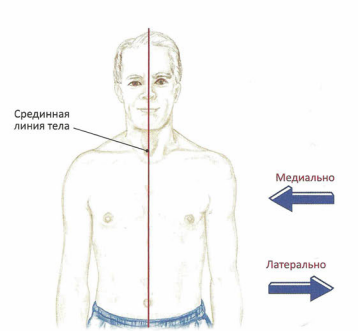 Срединная
линия тела
Медиально
Латерально